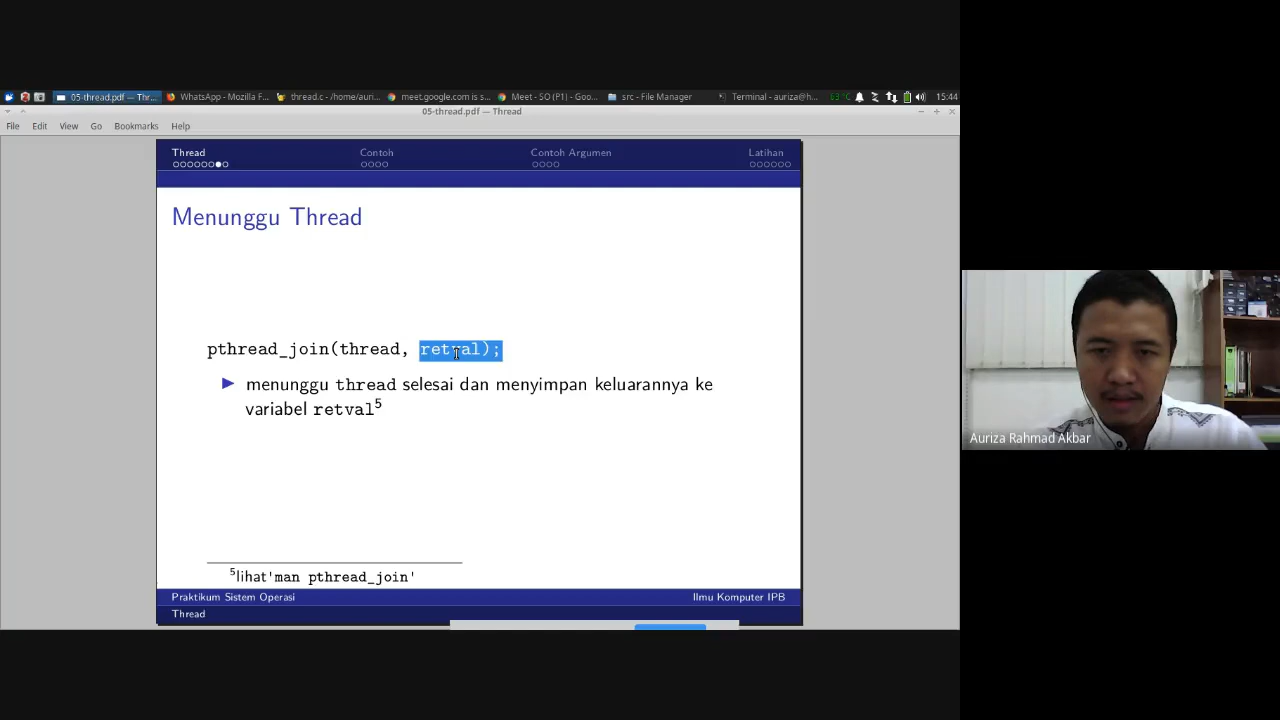 05-thread.pdf — Thr...
WhatsApp - Mozilla F...
thread.c - /home/auri...
meet.google.com is s...
Meet - SO (P1) - Goo...
src - File Manager
Terminal - auriza@h...
63°C
15:44
05-thread.pdf — Thread
File Edit View Go Bookmarks Help
Thread Contoh Contoh Argumen Latihan
Menunggu Thread
pthread_join(thread, retval);
menunggu thread selesai dan menyimpan keluarannya ke
variabel retval5
5lihat'man pthread_join'
Praktikum Sistem Operasi Ilmu Komputer IPB
Thread
Auriza Rahmad Akbar